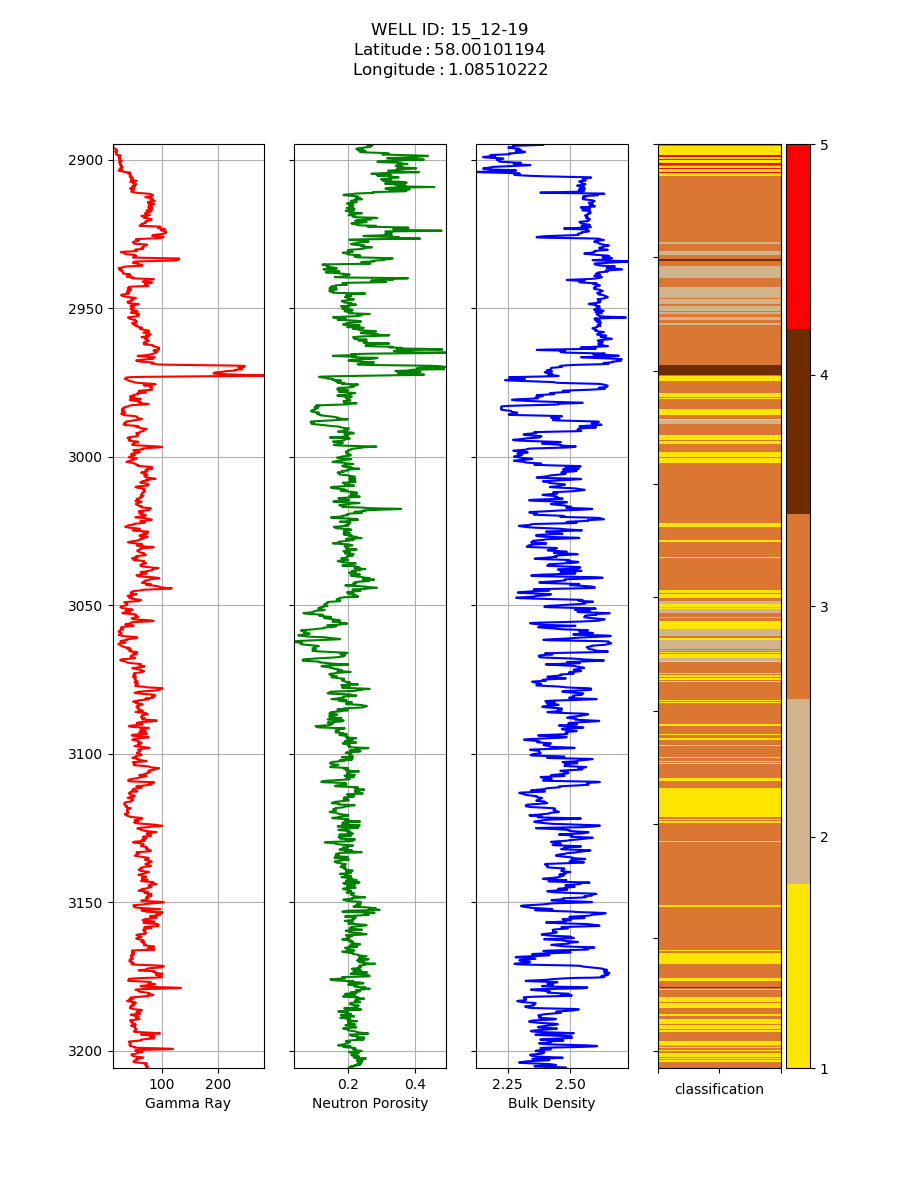 WELL ID: 15_12-19
Latitude : 58.00101194
Longitude : 1.08510222
2900
2950
3000
3050
3100
3150
3200
100 200
Gamma Ray
0.2 0.4
Neutron Porosity
2.25 2.50
Bulk Density
classification
5
4
3
2
1